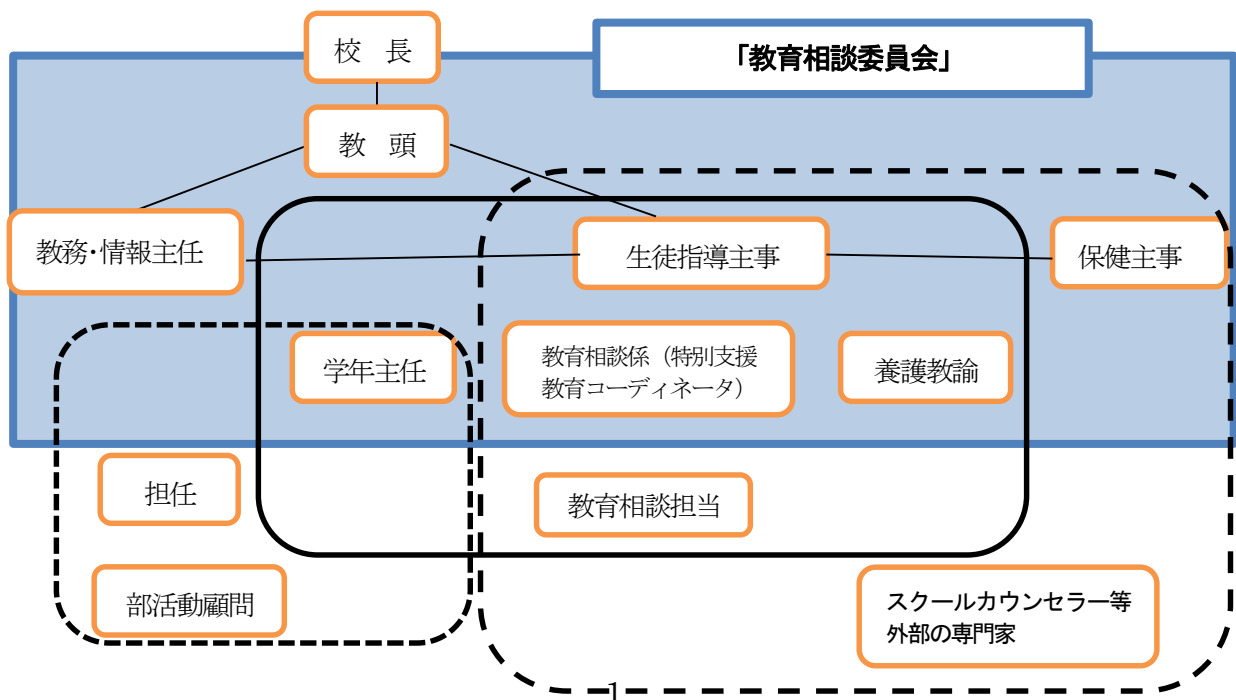 校　長
「教育相談委員会」
教　頭
教務・情報主任
生徒指導主事
保健主事
学年主任
教育相談係（特別支援
教育コーディネータ）
養護教諭
担任
教育相談担当
部活動顧問
スクールカウンセラー等
外部の専門家
1